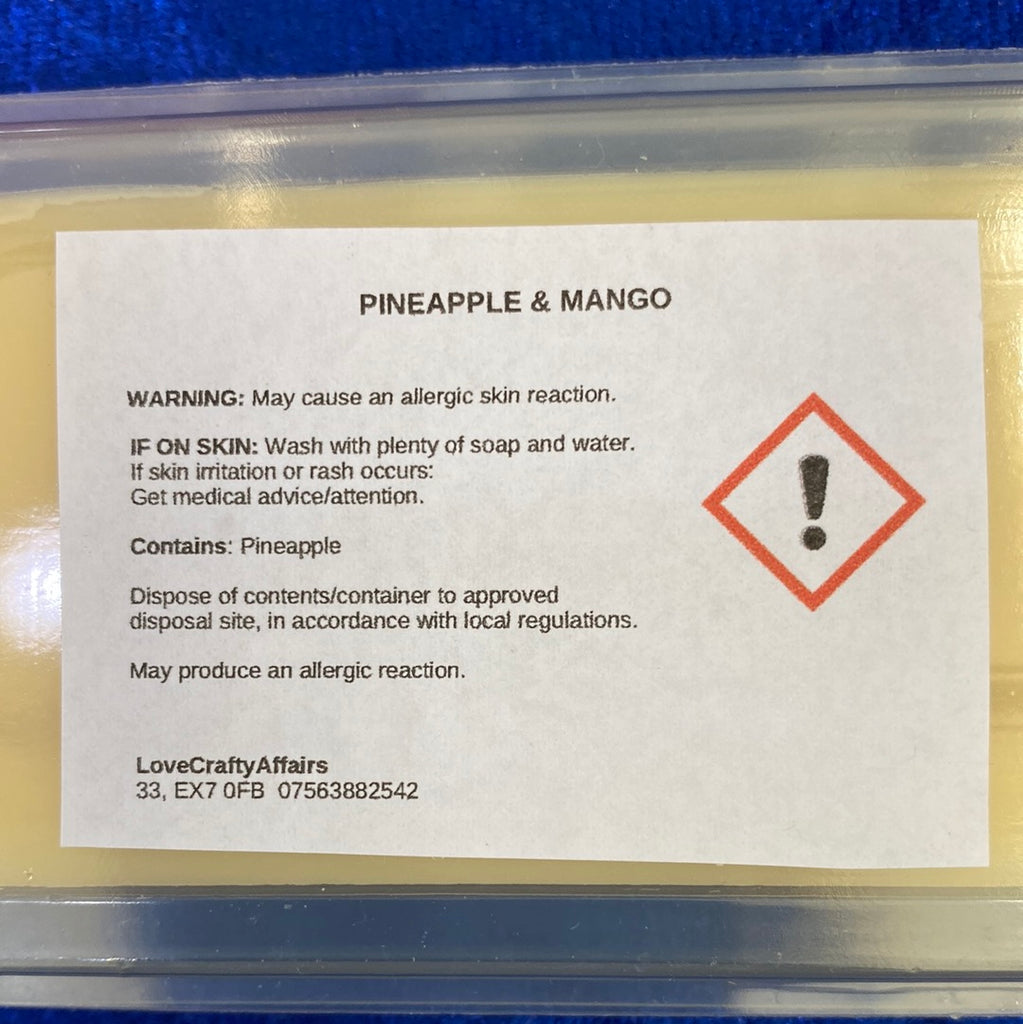 PINEAPPLE & MANGO
WARNING: May cause an allergic skin reaction.
IF ON SKIN: Wash with plenty of soap and water.
If skin irritation or rash occurs:
Get medical advice/attention.
Contains: Pineapple
Dispose of contents/container to approved
disposal site, in accordance with local regulations.
May produce an allergic reaction.
LoveCraftyAffairs
33, EX7 0FB 07563882542